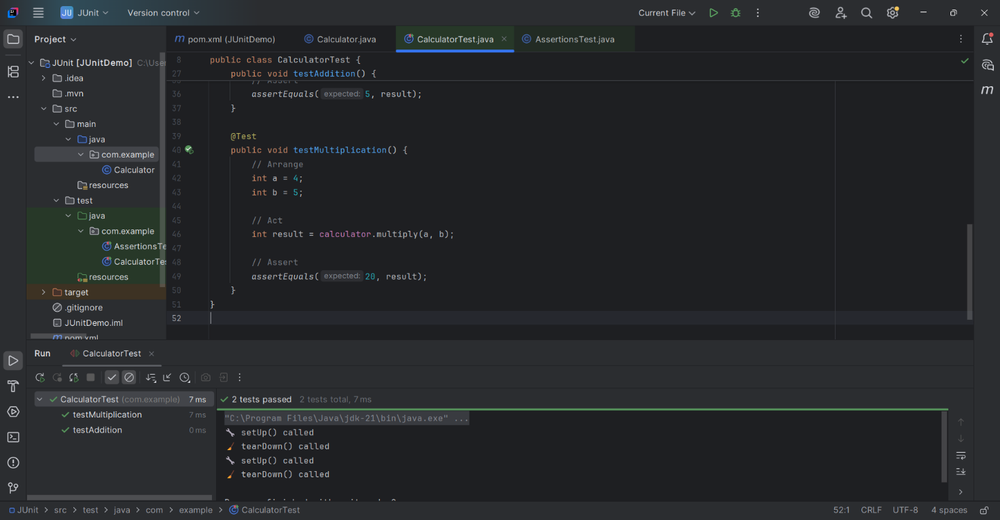 JU JUnit Version control Current File
Project
pom.xml (JUnitDemo) Calculator.java CalculatorTest.java AssertionsTest.java
JUnit [JUnitDemo] C:\User
.idea
.mvn
src
main
java
com.example
Calculator
resources
test
java
com.example
AssertionsTe
CalculatorTes
resources
target
.gitignore
JUnitDemo.iml
pom.xml
8 public class CalculatorTest {
27 public void testAddition() {
// Assert
36 assertEquals( expected: 5, result);
37 }
38
39 @Test
40 public void testMultiplication() {
41 // Arrange
42 int a = 4;
43 int b = 5;
44
45 // Act
46 int result = calculator.multiply(a, b);
47
48 // Assert
49 assertEquals( expected: 20, result);
50 }
51 }
52
Run CalculatorTest
CalculatorTest (com.example) 7 ms
testMultiplication 7 ms
testAddition 0 ms
2 tests passed 2 tests total, 7 ms
"C:\Program Files\Java\jdk-21\bin\java.exe" ...
setUp() called
tearDown() called
setUp() called
tearDown() called
JUnit > src > test > java > com > example > CalculatorTest
52:1 CRLF UTF-8 4 spaces